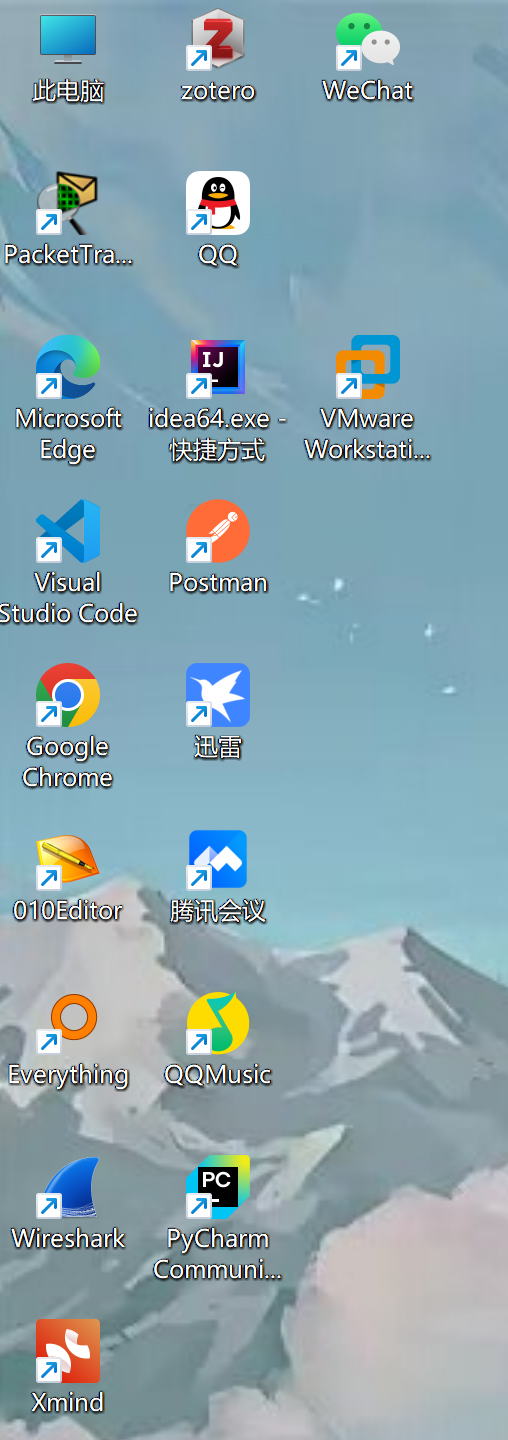 此电脑
zotero
WeChat
PacketTra...
QQ
Microsoft
Edge
IJ
idea64.exe -
快捷方式
VMware
Workstati...
Visual
Studio Code
Postman
Google
Chrome
迅雷
010Editor
腾讯会议
Everything
QQMusic
Wireshark
PC
PyCharm
Communi...
Xmind